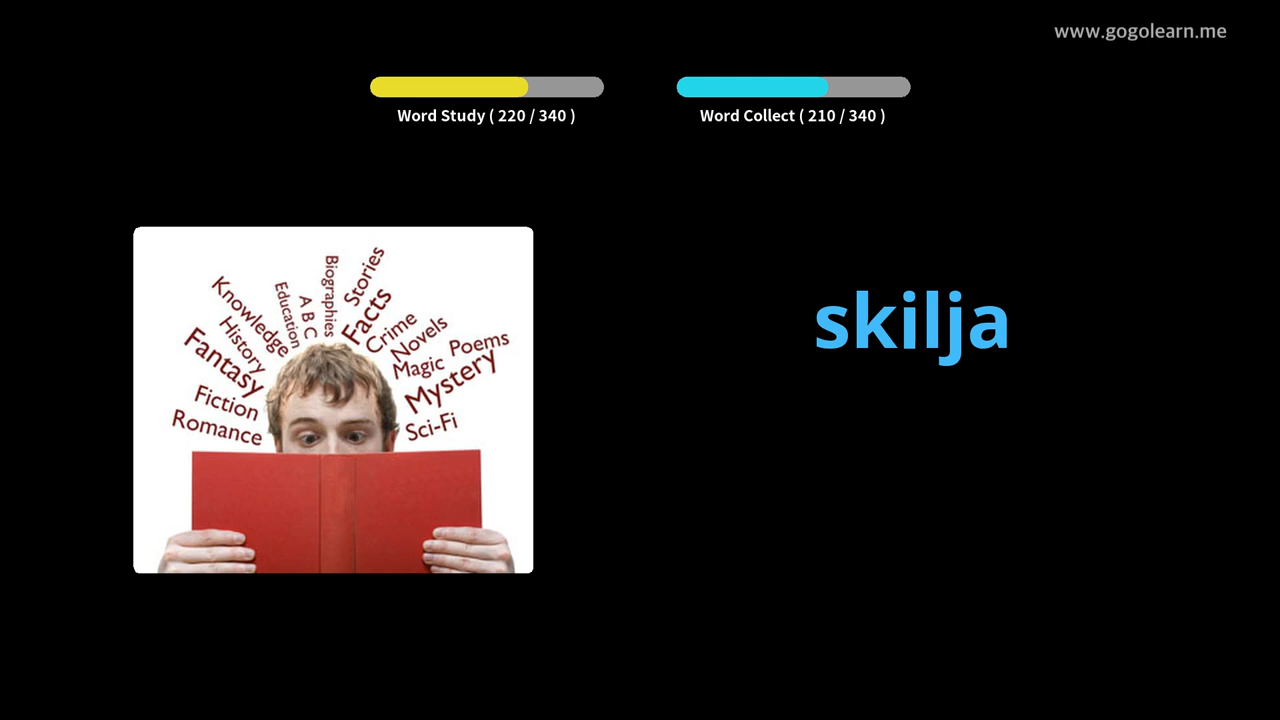 www.gogolearn.me
Word Study ( 220 / 340 )
Word Collect ( 210 / 340 )
skilja
Biographies
Stories
Education
A B C
Facts
Knowledge
History
Crime
Novels
Fantasy
Magic
Poems
Mystery
Fiction
Romance
Sci-Fi